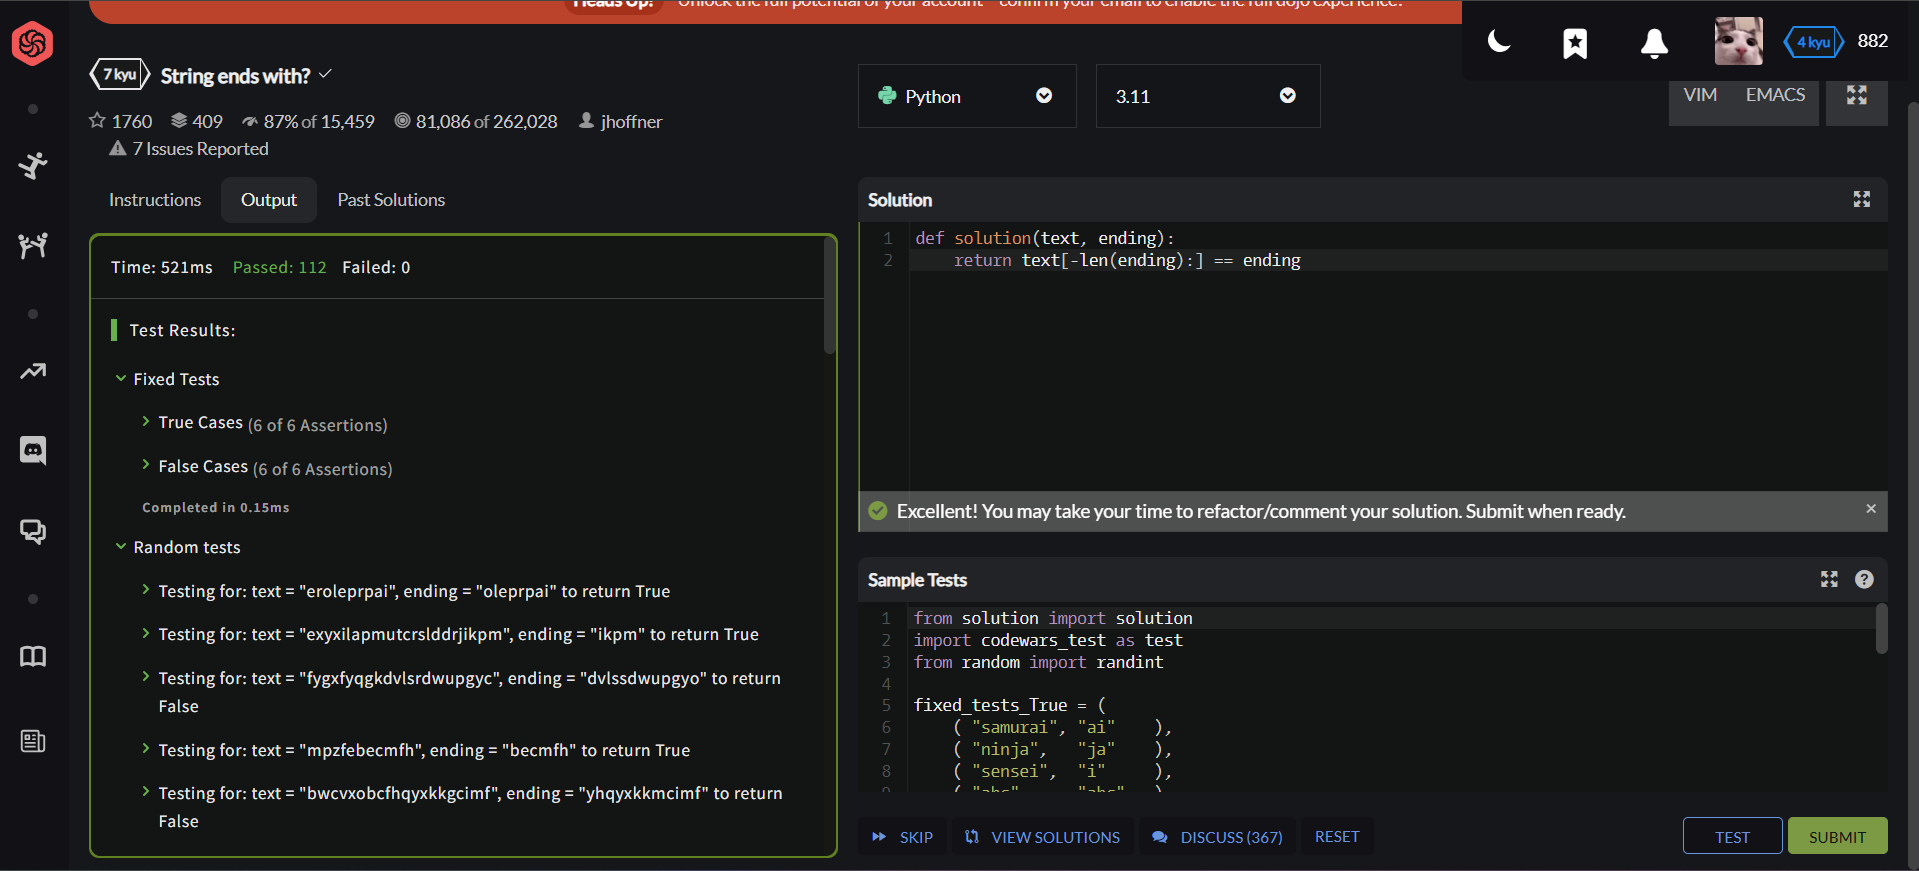 Heads Up! Unlock the full potential of your account confirm your email to enable the full dojo experience.
4 kyu 882
7 kyu String ends with?
1760 409 87% of 15,459 81,086 of 262,028 jhoffner
7 Issues Reported
Python 3.11
VIM EMACS
Instructions Output Past Solutions
Time: 521ms Passed: 112 Failed: 0
Test Results:
Fixed Tests
True Cases (6 of 6 Assertions)
False Cases (6 of 6 Assertions)
Completed in 0.15ms
Random tests
Testing for: text = "eroleprpai", ending = "oleprpai" to return True
Testing for: text = "exyxilapmutcrslddrjikpm", ending = "ikpm" to return True
Testing for: text = "fygxfyqgkdvlsrdwupgyc", ending = "dvlssdwupgyo" to return
False
Testing for: text = "mpzfebecmfh", ending = "becmfh" to return True
Testing for: text = "bwcvxobcfhqyxkkgcimf", ending = "yhqyxkkmcimf" to return
False
Solution
1 def solution(text, ending):
2 return text[-len(ending):] == ending
Excellent! You may take your time to refactor/comment your solution. Submit when ready.
×
Sample Tests
?
1 from solution import solution
2 import codewars_test as test
3 from random import randint
4
5 fixed_tests_True = (
6 ( "samurai", "ai" ),
7 ( "ninja", "ja" ),
8 ( "sensei", "i" ),
9 ( "abc", "abc" ),
SKIP VIEW SOLUTIONS DISCUSS (367) RESET
TEST SUBMIT